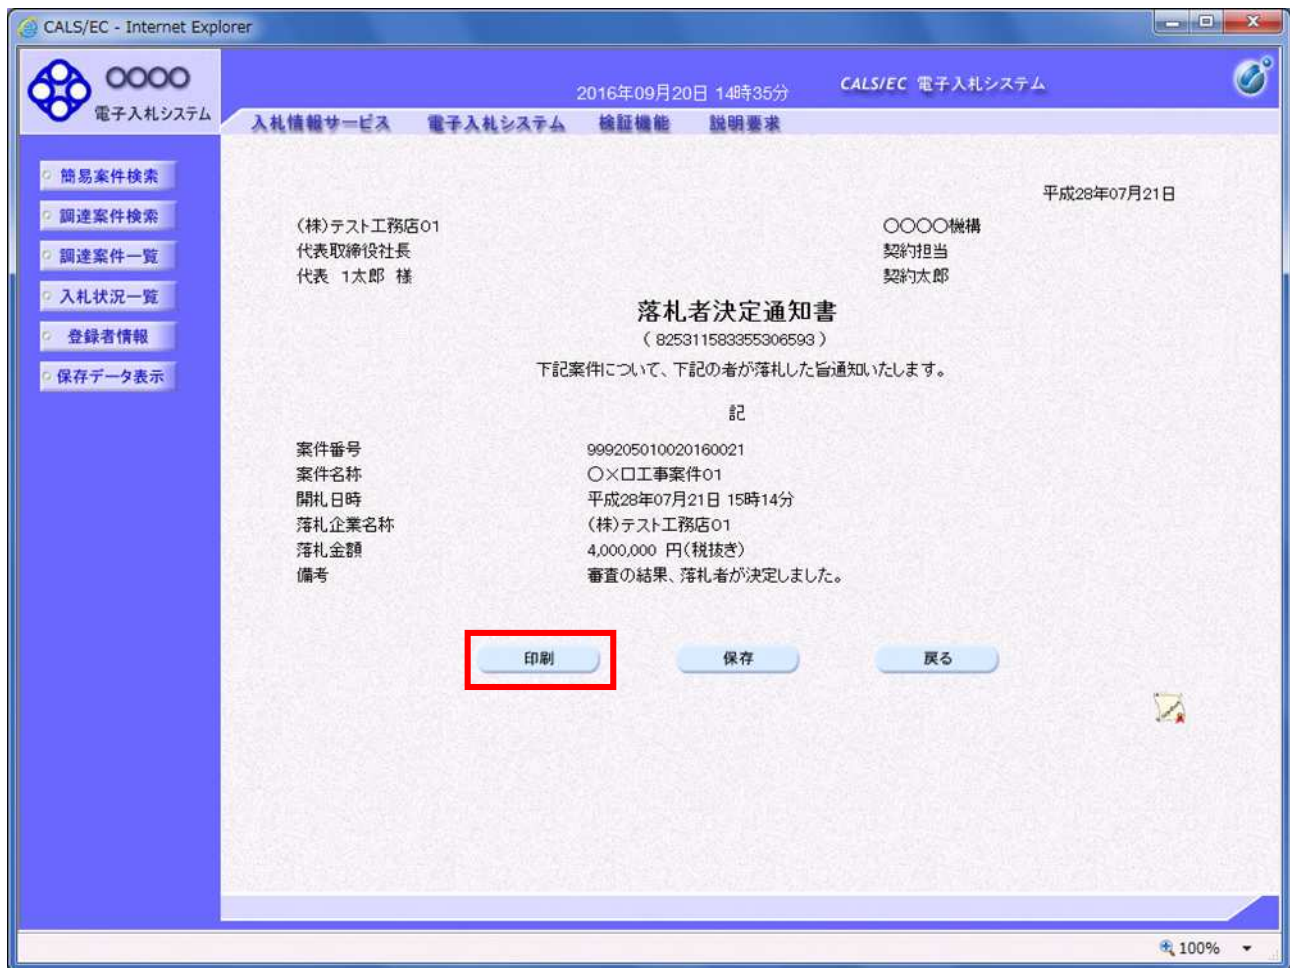 CALS/EC - Internet Explorer
○○○○
電子入札システム
2016年09月20日 14時35分
CALS/EC 電子入札システム
入札情報サービス 電子入札システム 検証機能 説明要求
簡易案件検索
調達案件検索
調達案件一覧
入札状況一覧
登録者情報
保存データ表示
平成28年07月21日
(株)テスト工務店01
代表取締役社長
代表 1太郎 様
○○○○機構
契約担当
契約太郎
落札者決定通知書
( 825311583355306593 )
下記案件について、下記の者が落札した旨通知いたします。
記
案件番号 999205010020160021
案件名称 ○×口工事案件01
開札日時 平成28年07月21日 15時14分
落札企業名称 (株)テスト工務店01
落札金額 4,000,000 円(税抜き)
備考 審査の結果、落札者が決定しました。
印刷 保存 戻る
100%